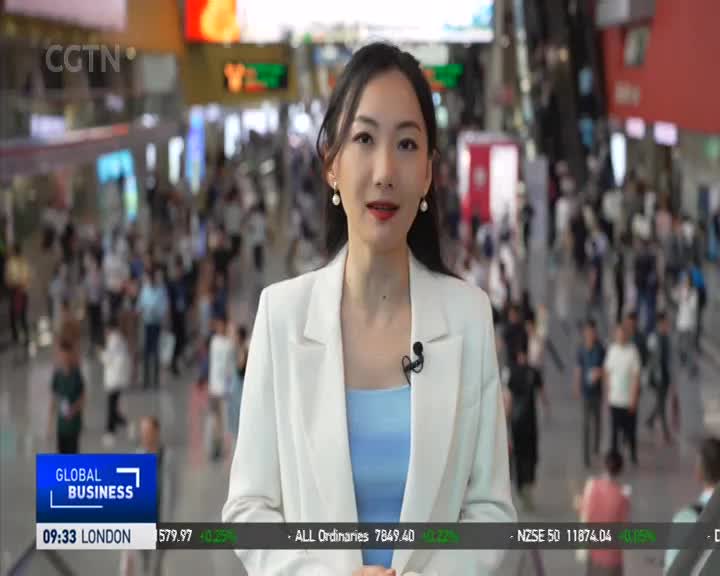 CGTN
GLOBAL
BUSINESS
09:33 LONDON
1579.97 +0.25% · ALL Ordinaries 7849.40 +0.22% · NZSE 50 11874.04 +0.05% · D